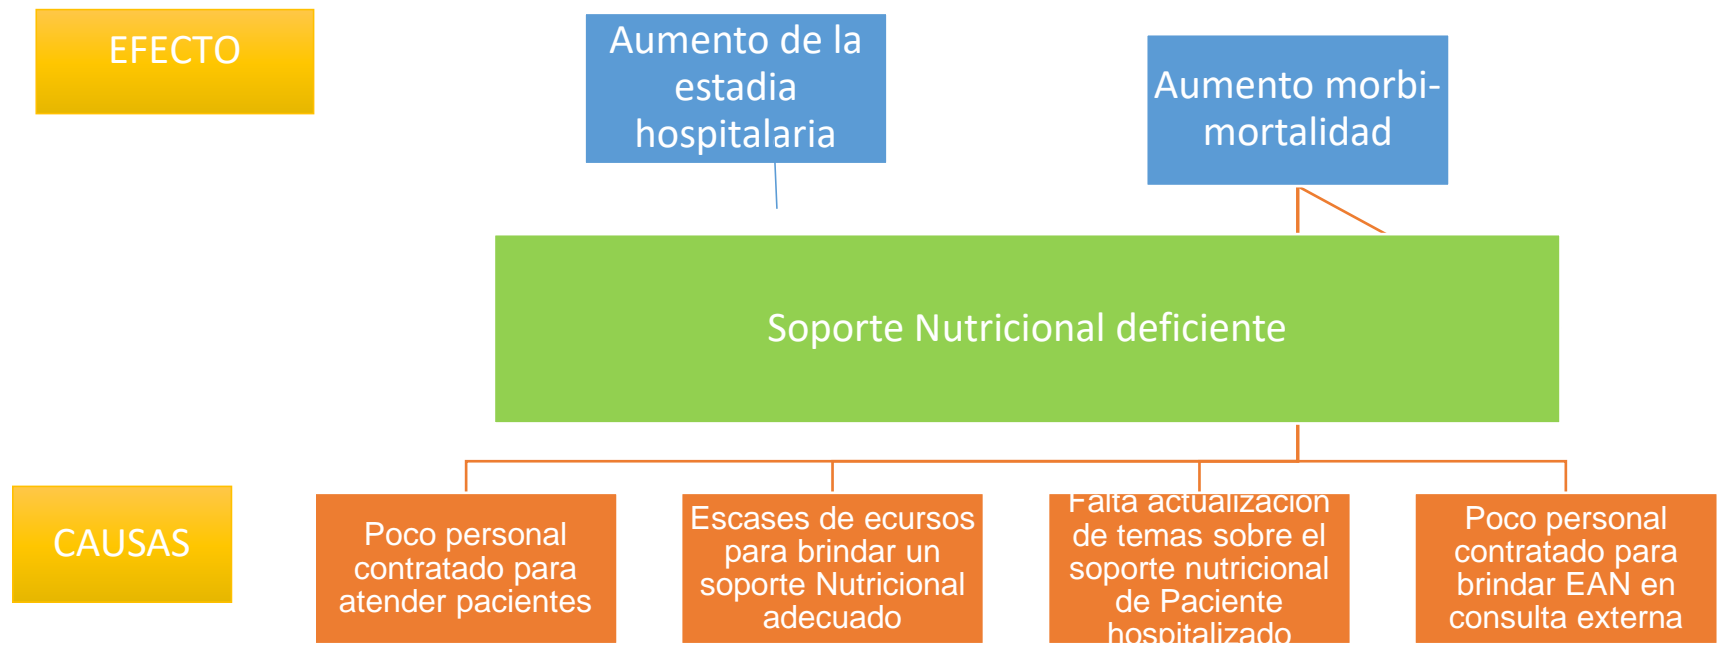 EFECTO
Aumento de la
estadia
hospitalaria
Aumento morbi-
mortalidad
Soporte Nutricional deficiente
CAUSAS
Poco personal
contratado para
atender pacientes
Escases de ecursos
para brindar un
soporte Nutricional
adecuado
Falta actualización
de temas sobre el
soporte nutricional
de Paciente
hospitalizado
Poco personal
contratado para
brindar EAN en
consulta externa